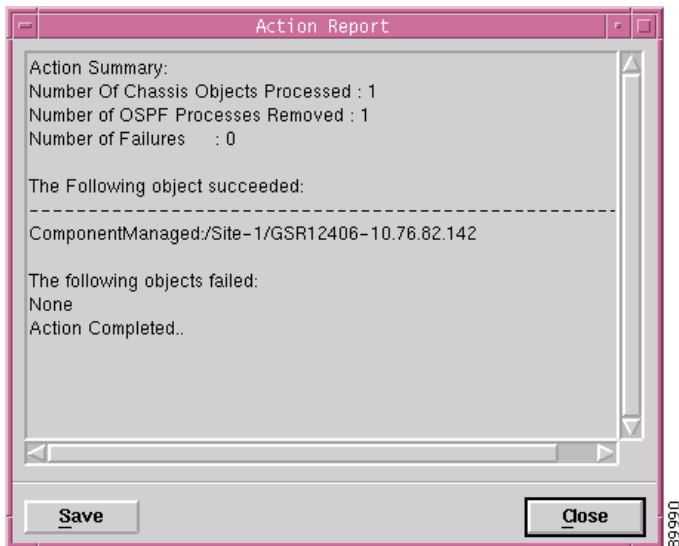 Action Report
Action Summary:
Number Of Chassis Objects Processed : 1
Number of OSPF Processes Removed : 1
Number of Failures : 0
The Following object succeeded:
------------------------------------------------------------------
ComponentManaged:/Site-1/GSR12406-10.76.82.142
The following objects failed:
None
Action Completed..
Save
Close
89990